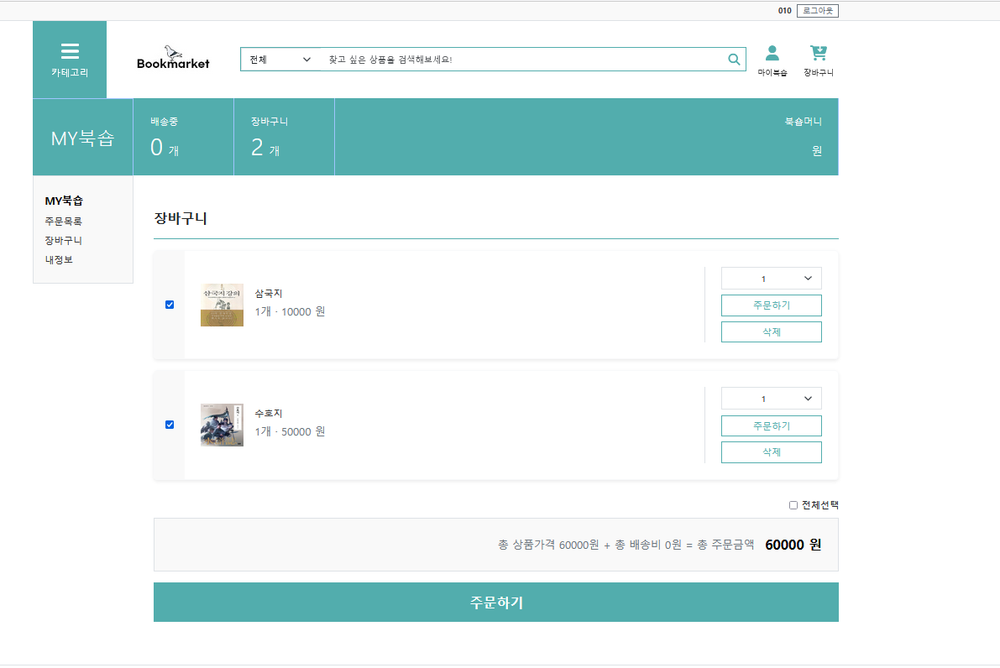 010 로그아웃
카테고리
Bookmarket
전체 찾고 싶은 상품을 검색해보세요!
마이북숍 장바구니
MY북숍
배송중 장바구니 북숍머니
0 개 2 개 원
MY북숍
주문목록
장바구니
내정보
장바구니
삼국지강의
삼국지
1개 · 10000 원
1
주문하기
삭제
수호지
1개 · 50000 원
1
주문하기
삭제
전체선택
총 상품가격 60000원 + 총 배송비 0원 = 총 주문금액 60000 원
주문하기